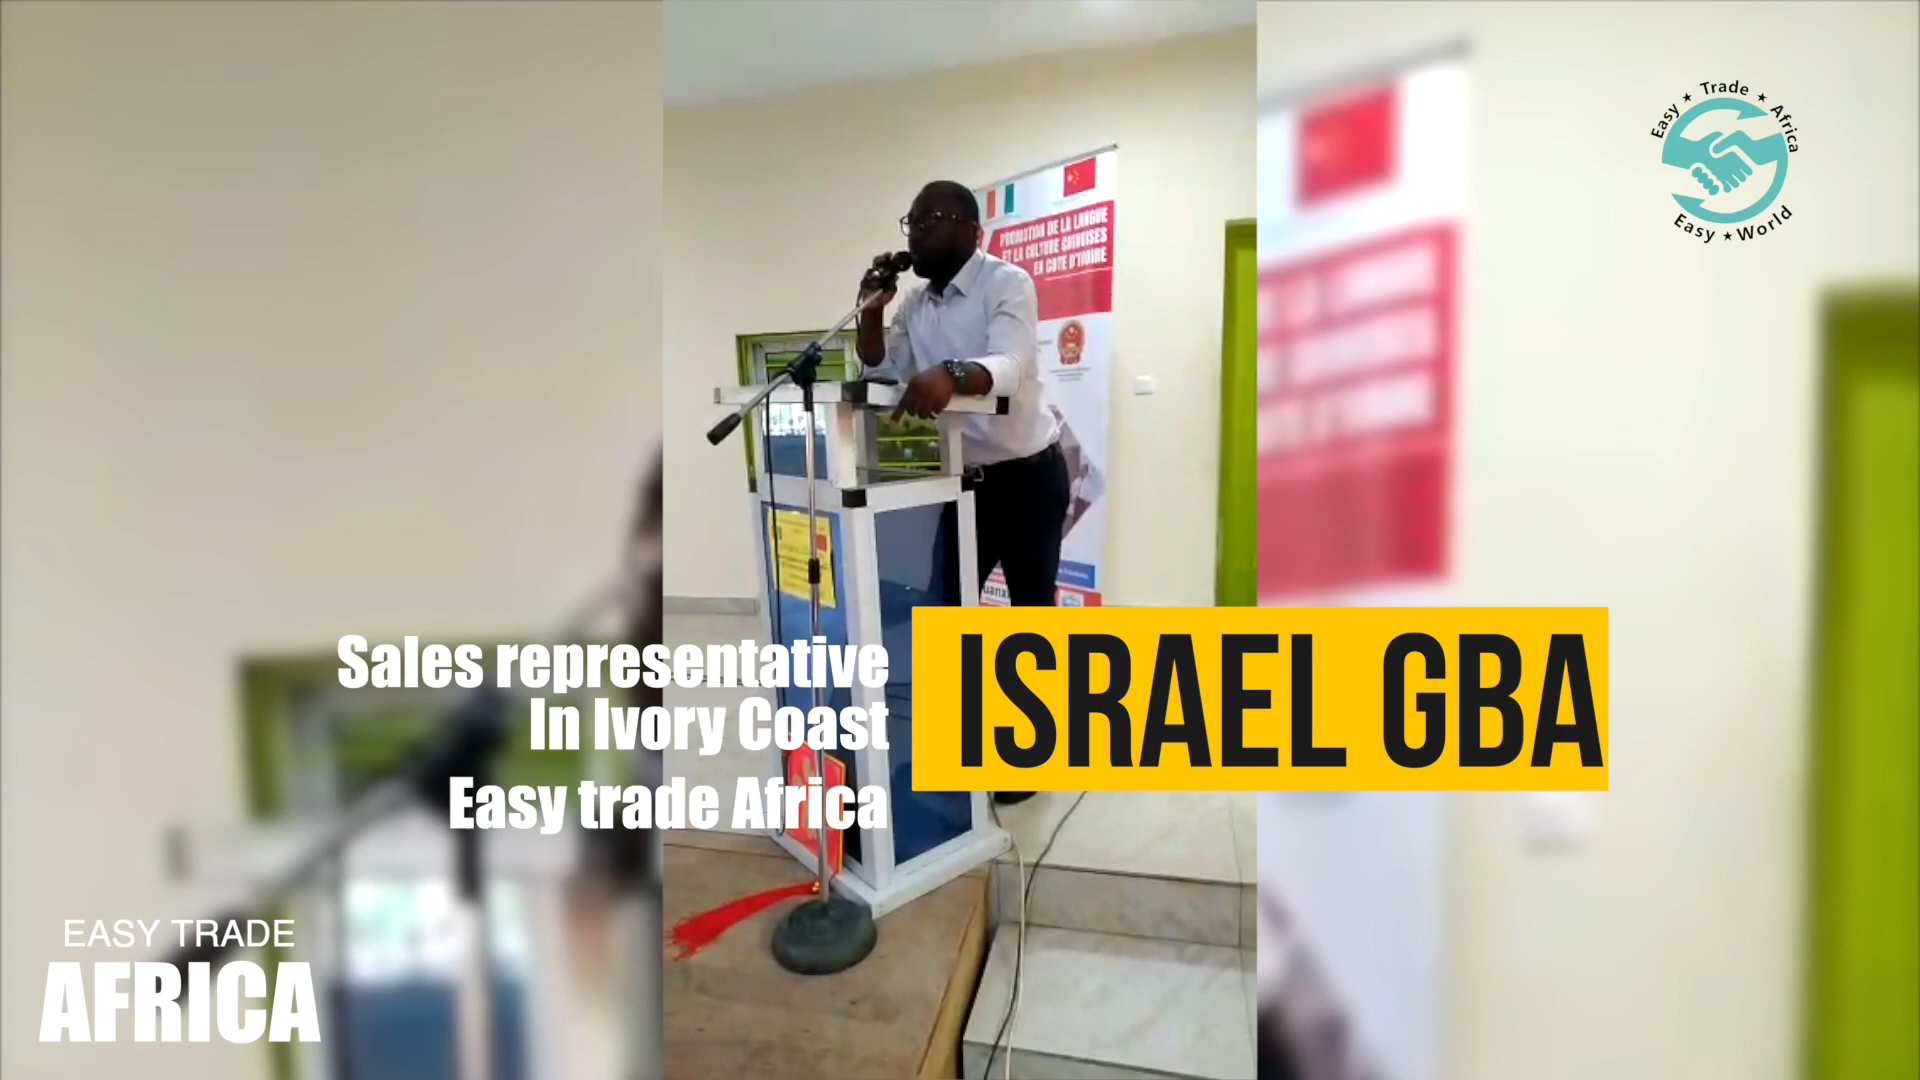 Easy ★ Trade ★ Africa
Easy ★ World
PROMOTION DE LA LANGUE
ET LA CULTURE CHINOISES
EN COTE D'IVOIRE
Sales representative
In Ivory Coast
Easy trade Africa
ISRAEL GBA
EASY TRADE
AFRICA